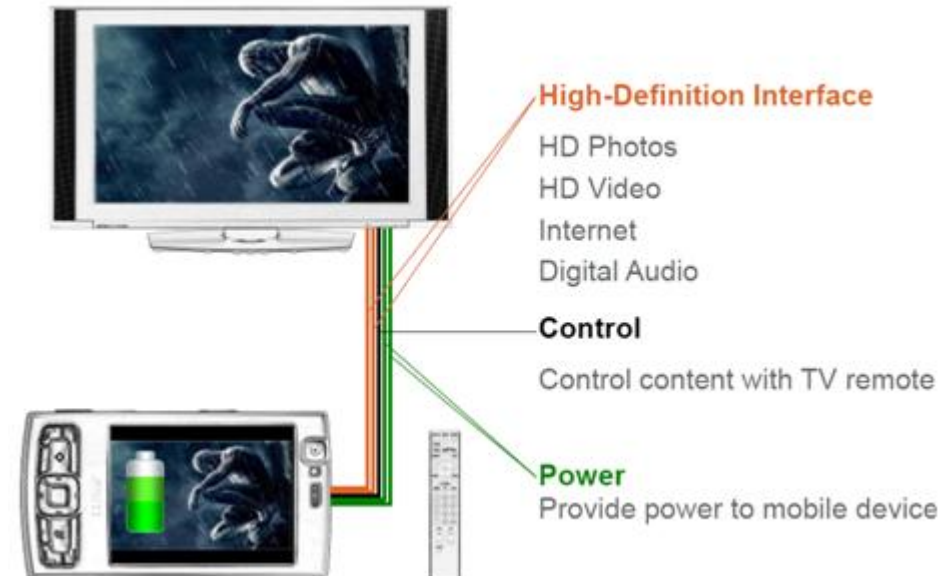 High-Definition Interface
HD Photos
HD Video
Internet
Digital Audio
Control
Control content with TV remote
Power
Provide power to mobile device